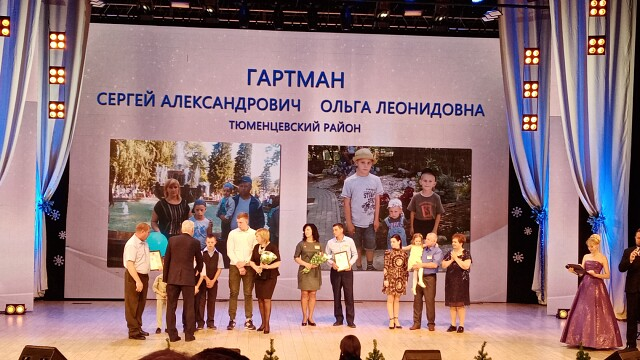 ГАРТМАН
СЕРГЕЙ АЛЕКСАНДРОВИЧ ОЛЬГА ЛЕОНИДОВНА
ТЮМЕНЦЕВСКИЙ РАЙОН